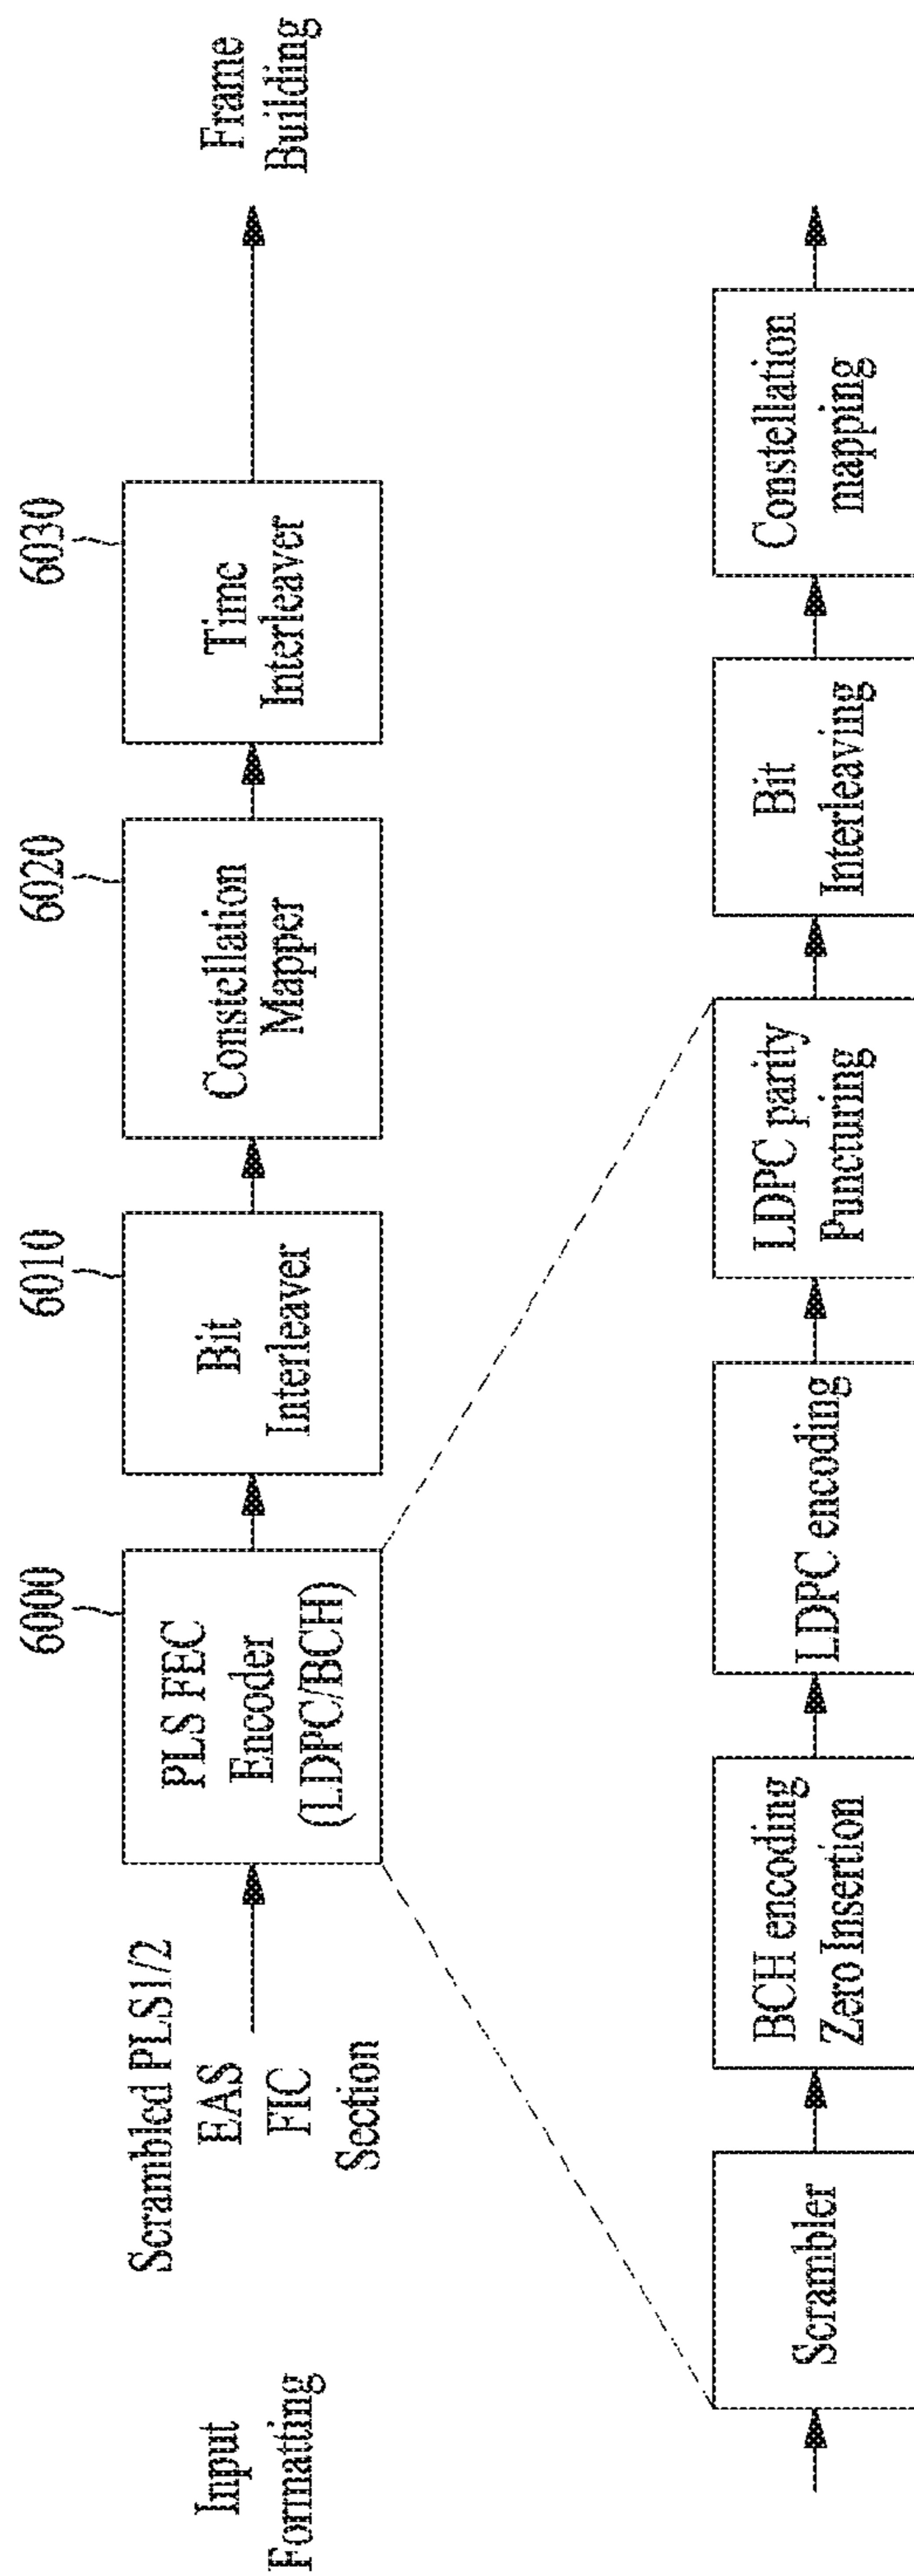 Input
Formatting
Scrambled PLS1/2
EAS
FIC
Section
6000
PLS FEC
Encoder
(LDPC/BCH)
6010
Bit
Interleaver
6020
Constellation
Mapper
6030
Time
Interleaver
Frame
Building
Scrambler
BCH encoding
Zero Insertion
LDPC encoding
LDPC parity
Puncturing
Bit
Interleaving
Constellation
mapping